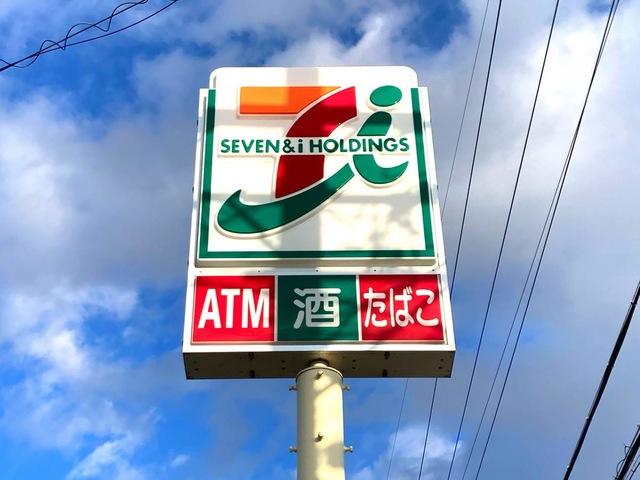 SEVEN&i HOLDINGS
ATM 酒 たばこ